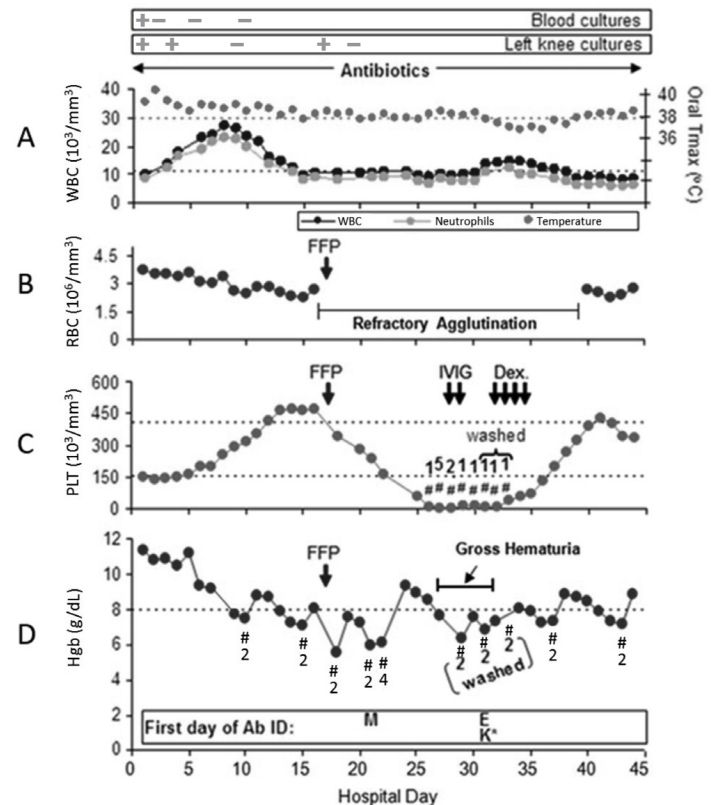 + − − − Blood cultures
+ + − + − Left knee cultures
Antibiotics
A
WBC (10³/mm³)
40
30
20
10
0
40
38
36
Oral Tmax (ºC)
WBC Neutrophils Temperature
B
RBC (10⁶/mm³)
4.5
3
1.5
0
FFP
Refractory Agglutination
C
PLT (10³/mm³)
600
450
300
150
0
FFP
IVIG Dex.
washed
1 5 2 1 1 1 1 1
# # # # # # # #
D
Hgb (g/dL)
12
10
8
6
4
2
0
FFP
Gross Hematuria
# # # # # # # # # #
2 2 2 2 4 2 2 2 2 2
(washed)
First day of Ab ID: M E
K*
0 5 10 15 20 25 30 35 40 45
Hospital Day